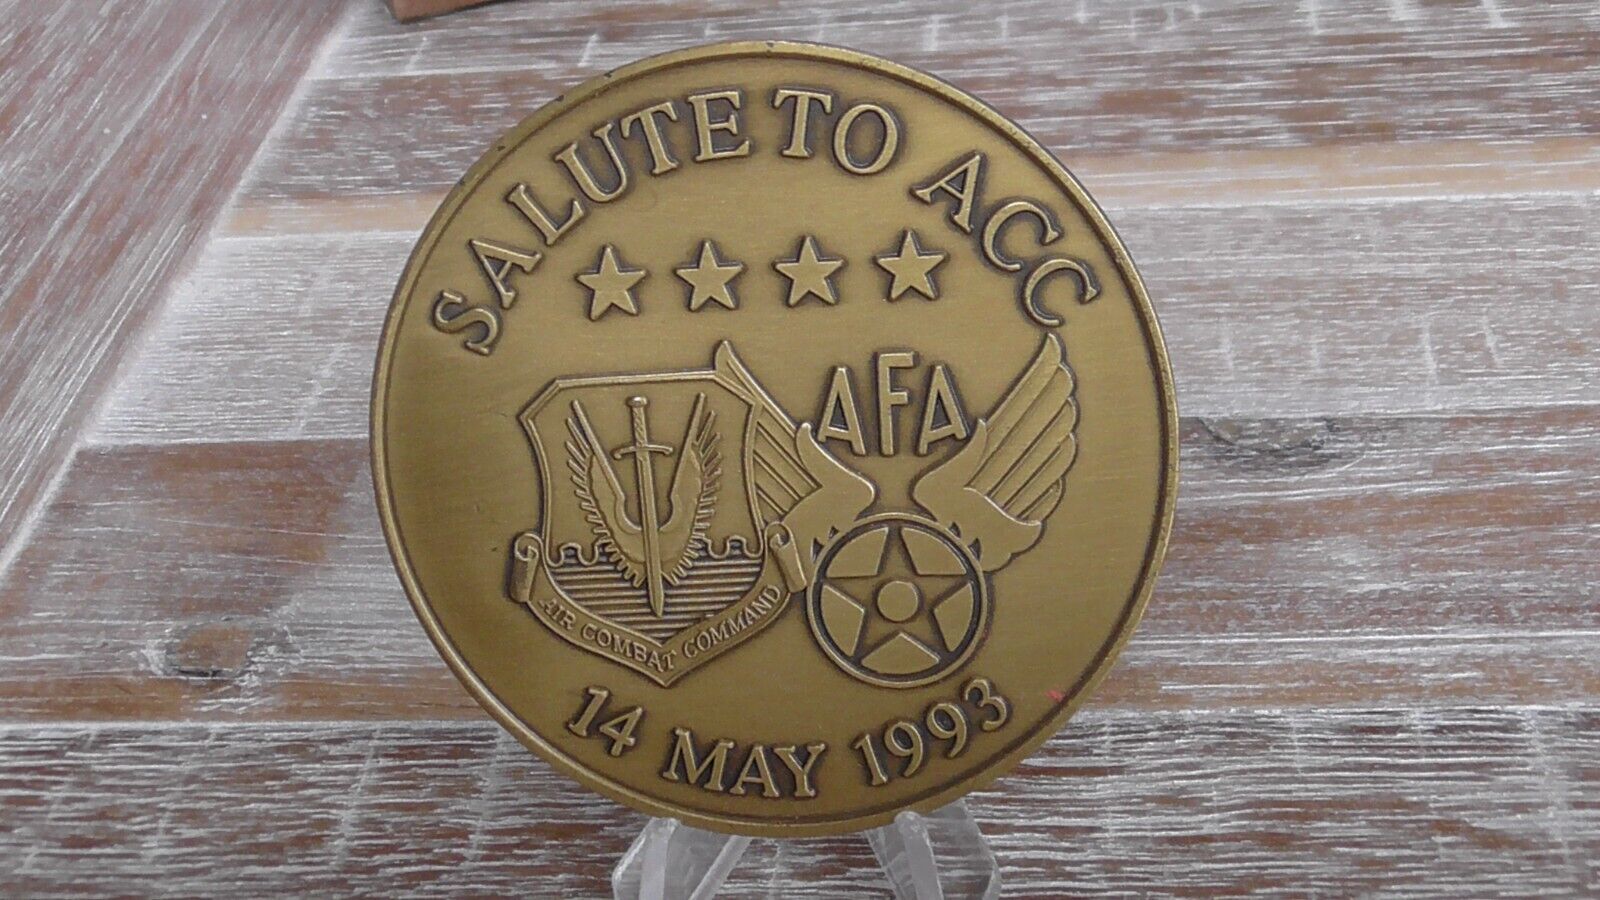 SALUTE TO ACC
AFA
AIR COMBAT COMMAND
14 MAY 1993